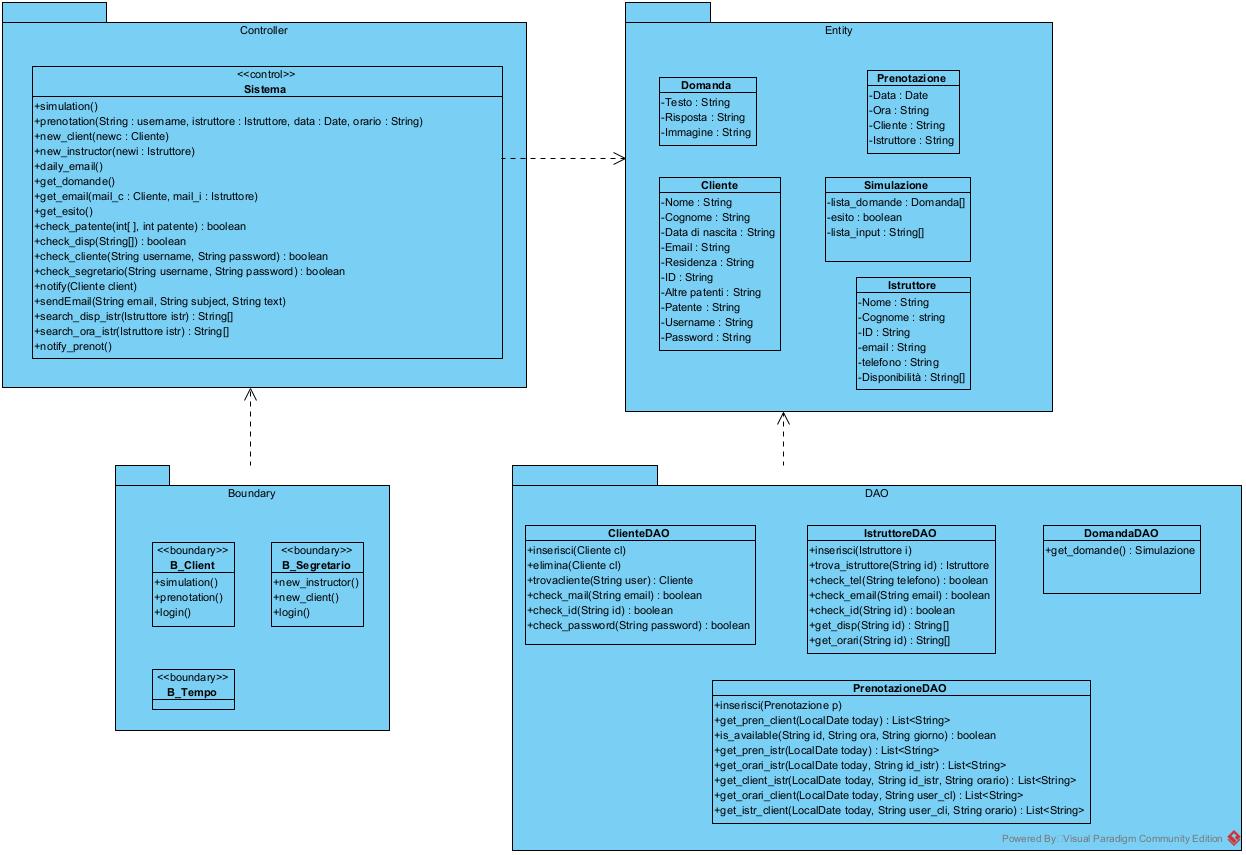 Controller
<<control>>
Sistema
+simulation()
+prenotation(String : username, istruttore : Istruttore, data : Date, orario : String)
+new_client(newc : Cliente)
+new_instructor(newi : Istruttore)
+daily_email()
+get_domande()
+get_email(mail_c : Cliente, mail_i : Istruttore)
+get_esito()
+check_patente(int[ ], int patente) : boolean
+check_disp(String[]) : boolean
+check_cliente(String username, String password) : boolean
+check_segretario(String username, String password) : boolean
+notify(Cliente client)
+sendEmail(String email, String subject, String text)
+search_disp_istr(Istruttore istr) : String[]
+search_ora_istr(Istruttore istr) : String[]
+notify_prenot()
Entity
Domanda
-Testo : String
-Risposta : String
-Immagine : String
Prenotazione
-Data : Date
-Ora : String
-Cliente : String
-Istruttore : String
Cliente
-Nome : String
-Cognome : String
-Data di nascita : String
-Email : String
-Residenza : String
-ID : String
-Altre patenti : String
-Patente : String
-Username : String
-Password : String
Simulazione
-lista_domande : Domanda[]
-esito : boolean
-lista_input : String[]
Istruttore
-Nome : String
-Cognome : string
-ID : String
-email : String
-telefono : String
-Disponibilità : String[]
Boundary
<<boundary>>
B_Client
+simulation()
+prenotation()
+login()
<<boundary>>
B_Segretario
+new_instructor()
+new_client()
+login()
<<boundary>>
B_Tempo
DAO
ClienteDAO
+inserisci(Cliente cl)
+elimina(Cliente cl)
+trovacliente(String user) : Cliente
+check_mail(String email) : boolean
+check_id(String id) : boolean
+check_password(String password) : boolean
IstruttoreDAO
+inserisci(Istruttore i)
+trova_istruttore(String id) : Istruttore
+check_tel(String telefono) : boolean
+check_email(String email) : boolean
+check_id(String id) : boolean
+get_disp(String id) : String[]
+get_orari(String id) : String[]
DomandaDAO
+get_domande() : Simulazione
PrenotazioneDAO
+inserisci(Prenotazione p)
+get_pren_client(LocalDate today) : List<String>
+is_available(String id, String ora, String giorno) : boolean
+get_pren_istr(LocalDate today) : List<String>
+get_orari_istr(LocalDate today, String id_istr) : List<String>
+get_client_istr(LocalDate today, String id_istr, String orario) : List<String>
+get_orari_client(LocalDate today, String user_cl) : List<String>
+get_istr_client(LocalDate today, String user_cli, String orario) : List<String>
Powered By Visual Paradigm Community Edition